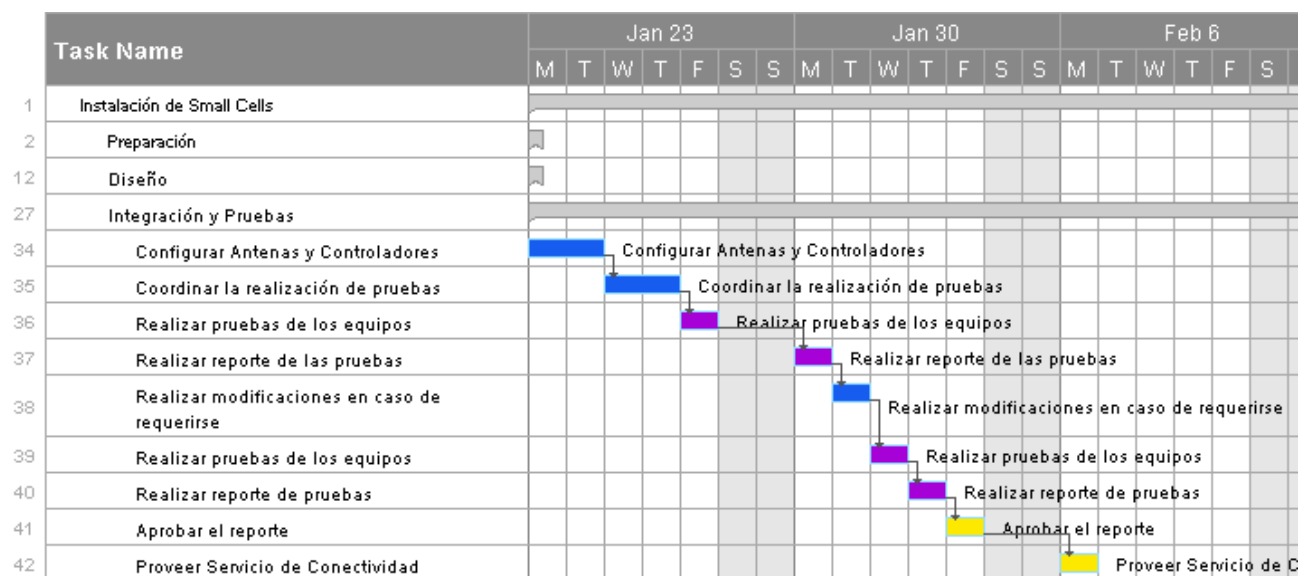 Task Name
Jan 23 Jan 30 Feb 6
M T W T F S S M T W T F S S M T W T F S
1 Instalación de Small Cells
2 Preparación
12 Diseño
27 Integración y Pruebas
34 Configurar Antenas y Controladores Configurar Antenas y Controladores
35 Coordinar la realización de pruebas Coordinar la realización de pruebas
36 Realizar pruebas de los equipos Realizar pruebas de los equipos
37 Realizar reporte de las pruebas Realizar reporte de las pruebas
38 Realizar modificaciones en caso de
requerirse Realizar modificaciones en caso de requerirse
39 Realizar pruebas de los equipos Realizar pruebas de los equipos
40 Realizar reporte de pruebas Realizar reporte de pruebas
41 Aprobar el reporte Aprobar el reporte
42 Proveer Servicio de Conectividad Proveer Servicio de